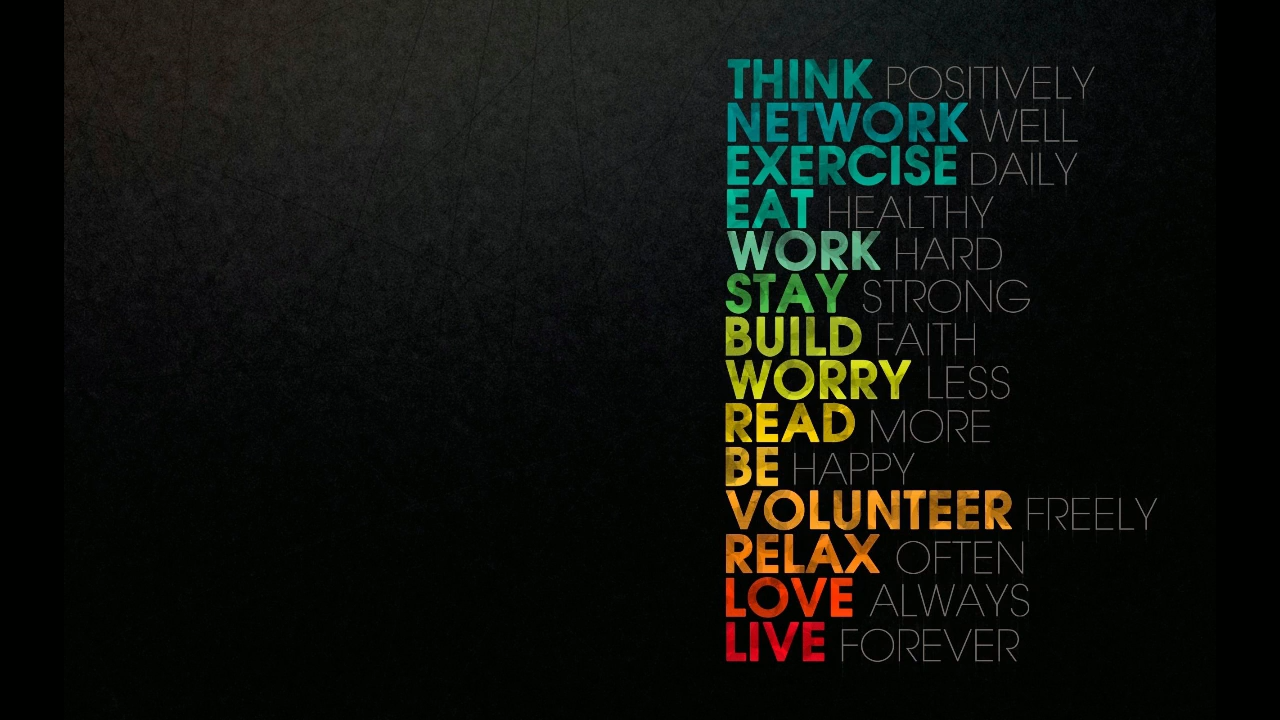 THINK POSITIVELY
NETWORK WELL
EXERCISE DAILY
EAT HEALTHY
WORK HARD
STAY STRONG
BUILD FAITH
WORRY LESS
READ MORE
BE HAPPY
VOLUNTEER FREELY
RELAX OFTEN
LOVE ALWAYS
LIVE FOREVER